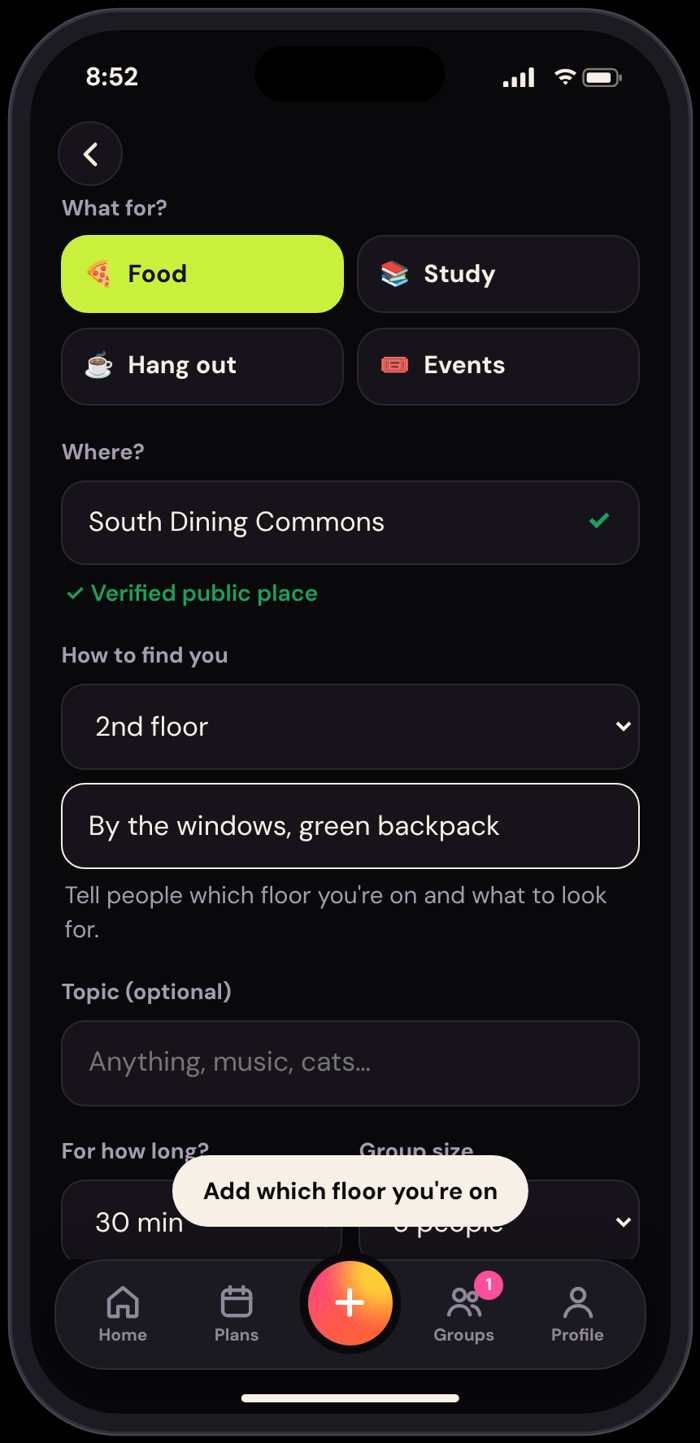 8:52
What for?
Food
Study
Hang out
Events
Where?
South Dining Commons
Verified public place
How to find you
2nd floor
By the windows, green backpack
Tell people which floor you're on and what to look
for.
Topic (optional)
Anything, music, cats...
For how long?
Group size
Add which floor you're on
30 min
people
1
Home
Plans
Groups
Profile